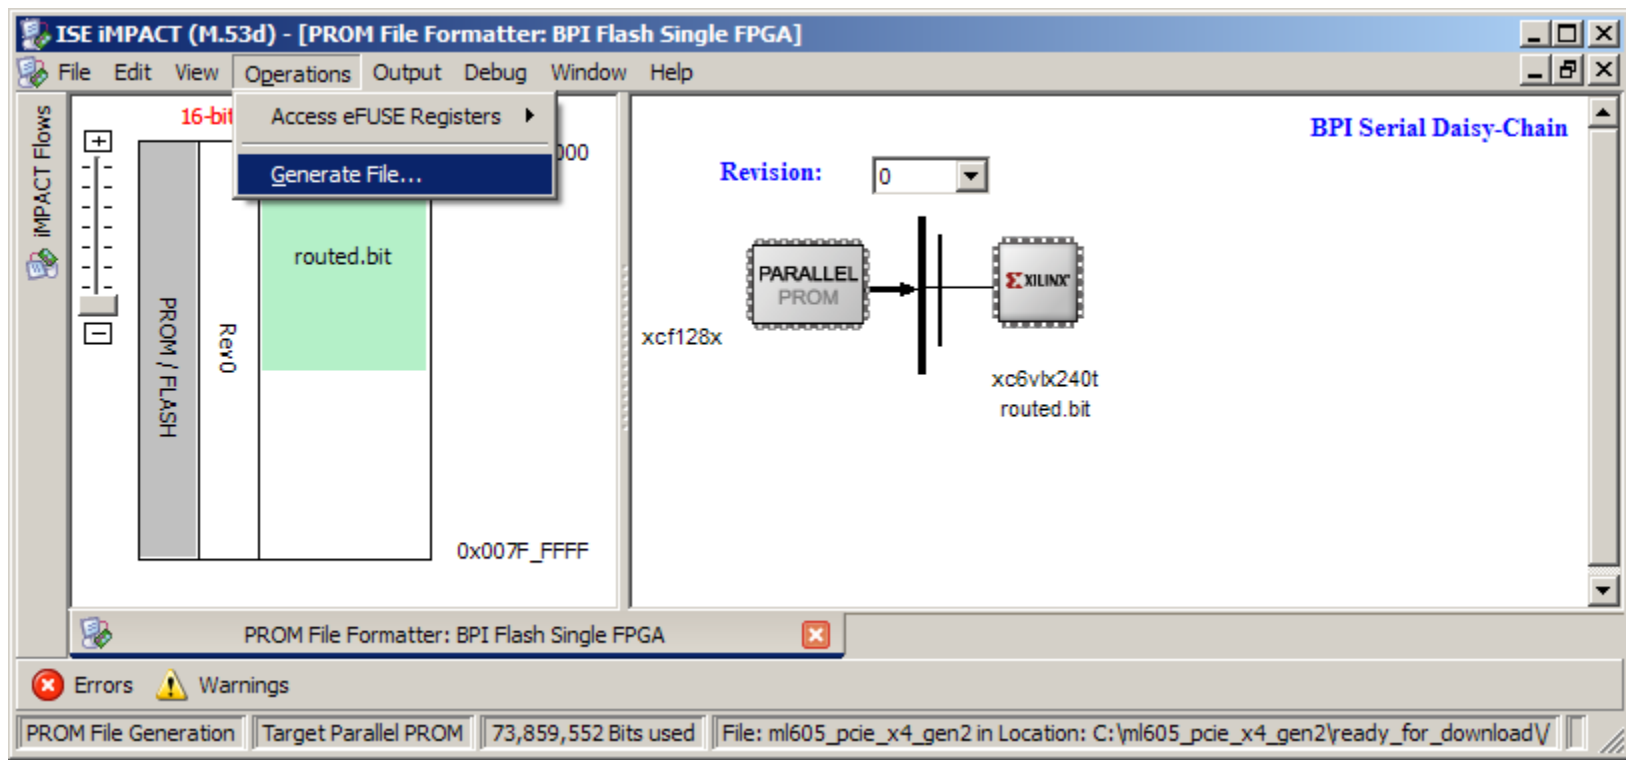 ISE iMPACT (M.53d) - [PROM File Formatter: BPI Flash Single FPGA]
File Edit View Operations Output Debug Window Help
Access eFUSE Registers
Generate File...
iMPACT Flows
16-bit
000
routed.bit
PROM / FLASH
Rev0
0x007F_FFFF
BPI Serial Daisy-Chain
Revision: 0
PARALLEL
PROM
XILINX
xcf128x
xc6vlx240t
routed.bit
PROM File Formatter: BPI Flash Single FPGA
Errors Warnings
PROM File Generation Target Parallel PROM 73,859,552 Bits used File: ml605_pcie_x4_gen2 in Location: C:\ml605_pcie_x4_gen2\ready_for_download\/